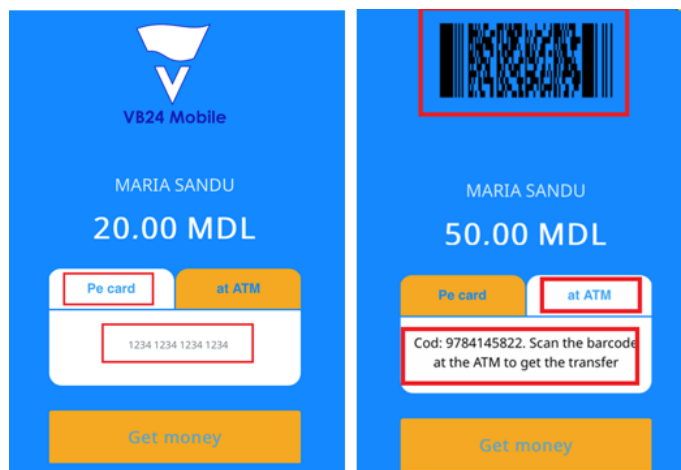 VB24 Mobile
MARIA SANDU
20.00 MDL
Pe card
at ATM
1234 1234 1234 1234
Get money
MARIA SANDU
50.00 MDL
Pe card
at ATM
Cod: 9784145822. Scan the barcode
at the ATM to get the transfer
Get money